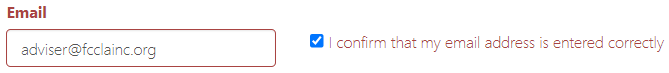 Email
adviser@fcclainc.org
I confirm that my email address is entered correctly